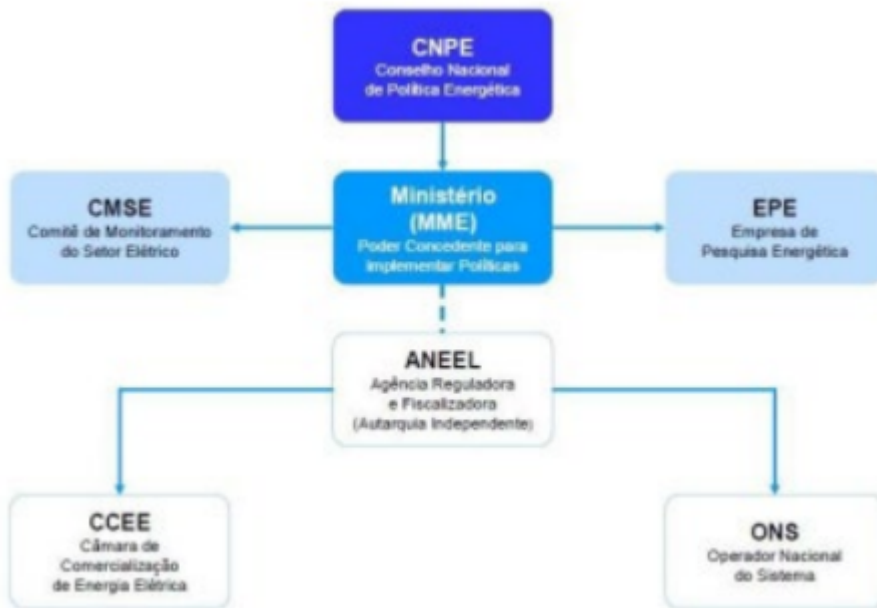 CNPE
Conselho Nacional
de Política Energética
CMSE
Comitê de Monitoramento
do Setor Elétrico
Ministério
(MME)
Poder Concedente para
implementar Políticas
EPE
Empresa de
Pesquisa Energética
ANEEL
Agência Reguladora
e Fiscalizadora
(Autarquia Independente)
CCEE
Câmara de
Comercialização
de Energia Elétrica
ONS
Operador Nacional
do Sistema